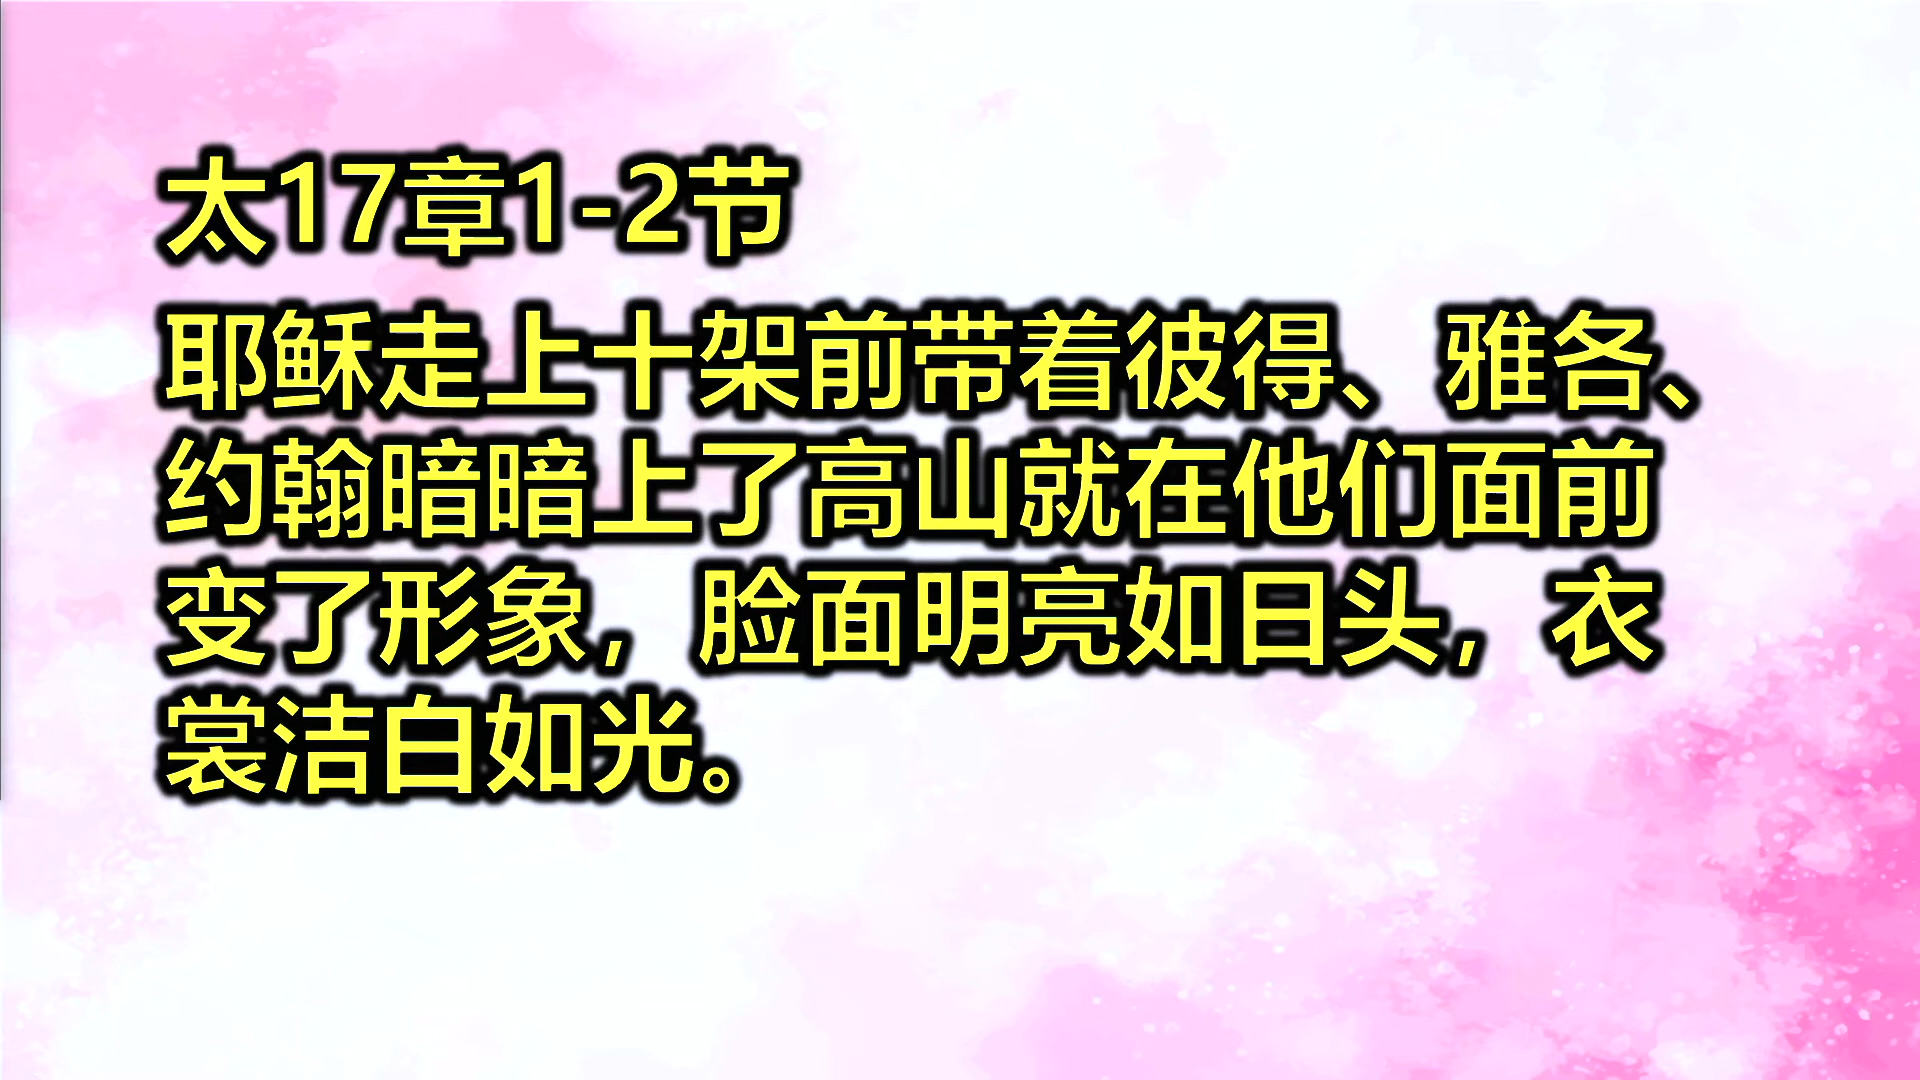 太17章1-2节
耶稣走上十架前带着彼得、雅各、
约翰暗暗上了高山就在他们面前
变了形象，脸面明亮如日头，衣
裳洁白如光。